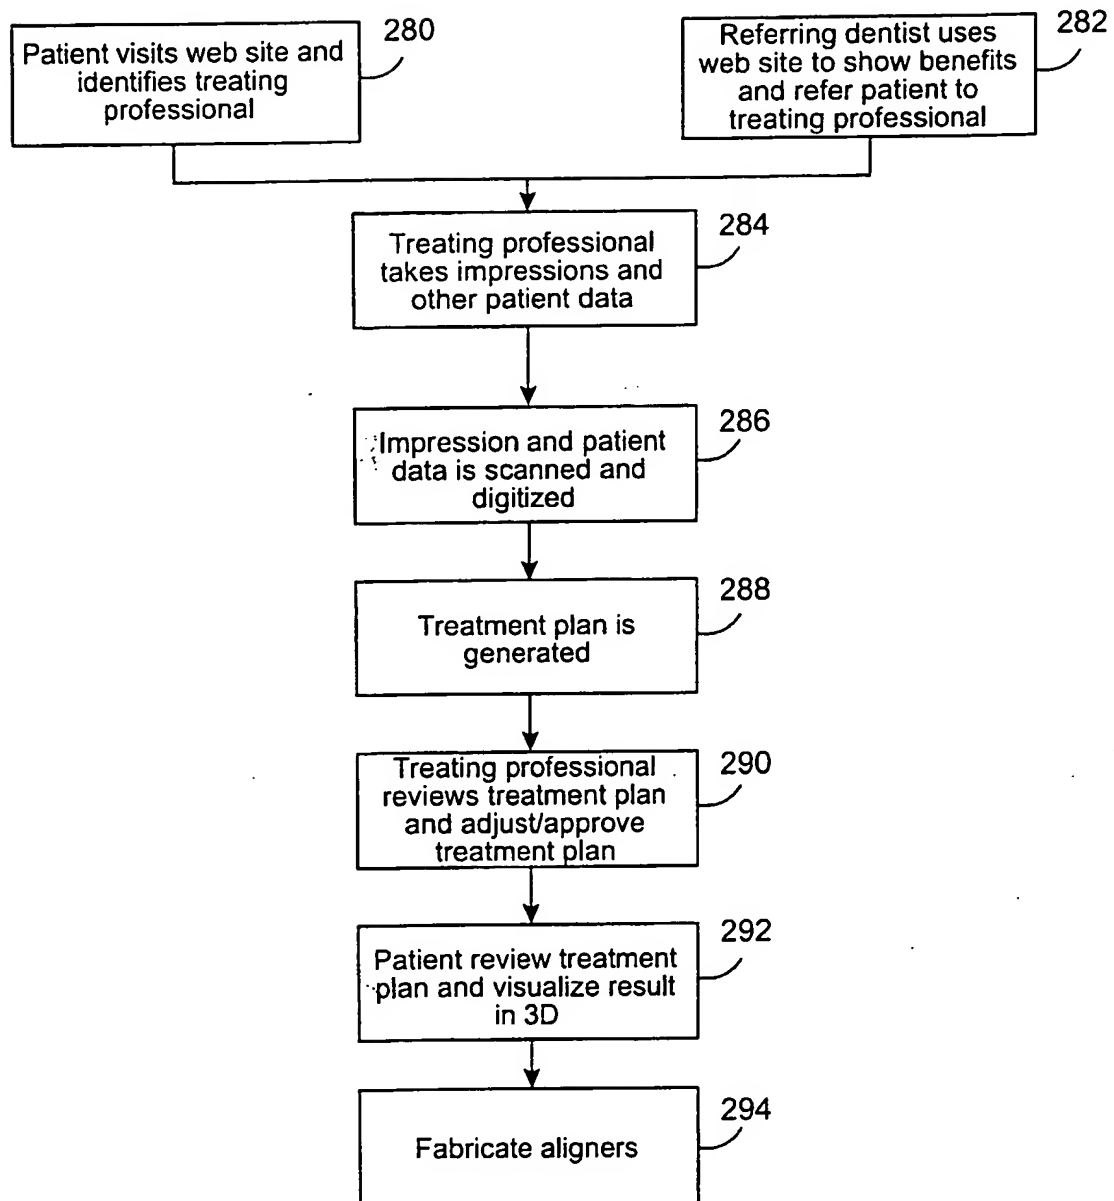 Patient visits web site and
identifies treating
professional
280
Referring dentist uses
web site to show benefits
and refer patient to
treating professional
282
Treating professional
takes impressions and
other patient data
284
Impression and patient
data is scanned and
digitized
286
Treatment plan is
generated
288
Treating professional
reviews treatment plan
and adjust/approve
treatment plan
290
Patient review treatment
plan and visualize result
in 3D
292
Fabricate aligners
294